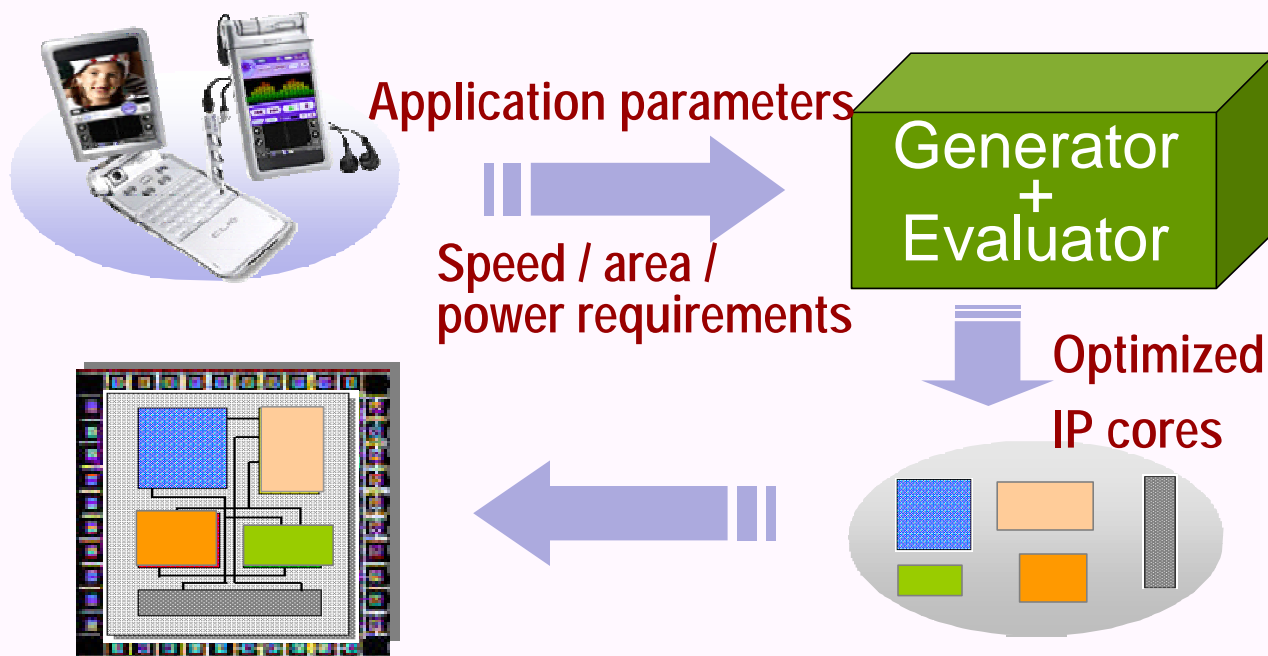 Application parameters
Speed / area /
power requirements
Generator
+
Evaluator
Optimized
IP cores